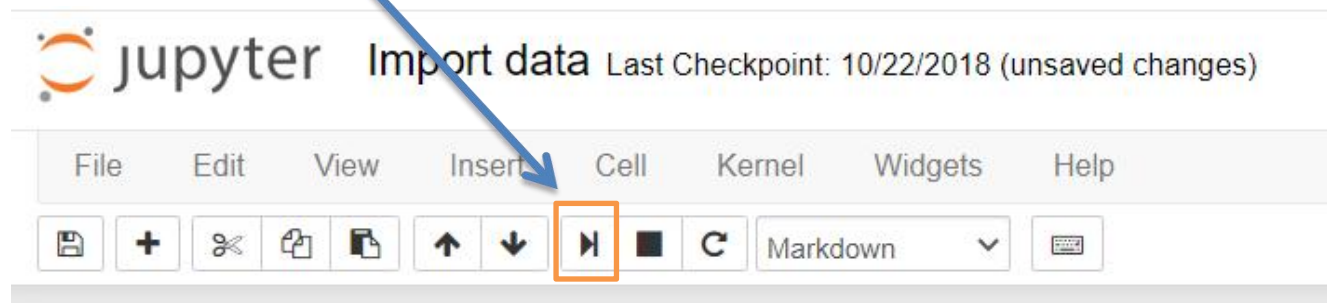 jupyter Import data Last Checkpoint: 10/22/2018 (unsaved changes)
File Edit View Insert Cell Kernel Widgets Help
Markdown